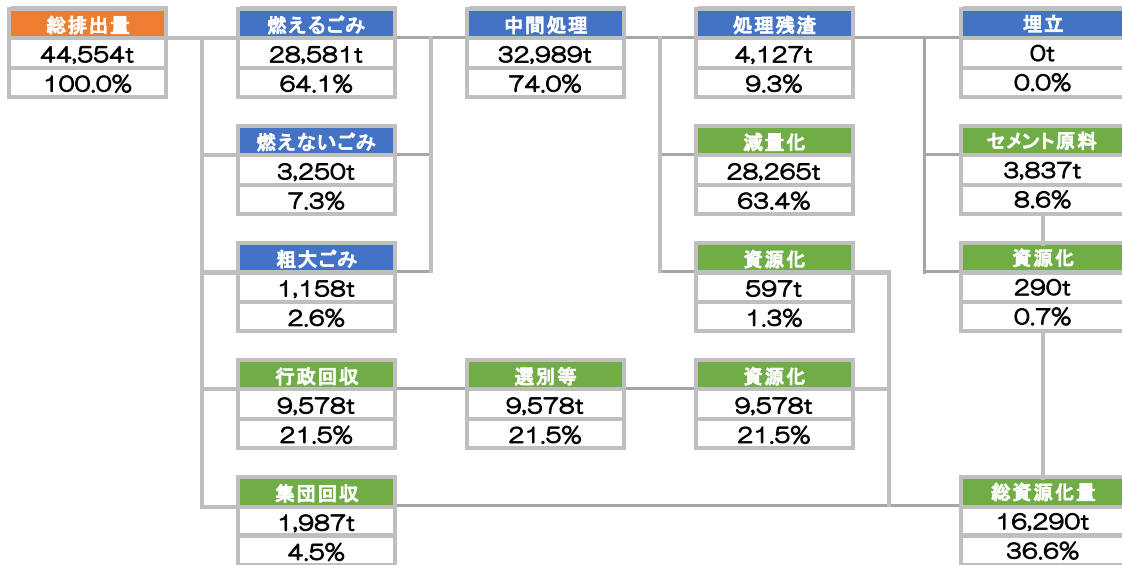 総排出量
44,554t
100.0%
燃えるごみ
28,581t
64.1%
中間処理
32,989t
74.0%
処理残渣
4,127t
9.3%
埋立
0t
0.0%
燃えないごみ
3,250t
7.3%
減量化
28,265t
63.4%
セメント原料
3,837t
8.6%
粗大ごみ
1,158t
2.6%
資源化
597t
1.3%
資源化
290t
0.7%
行政回収
9,578t
21.5%
選別等
9,578t
21.5%
資源化
9,578t
21.5%
集団回収
1,987t
4.5%
総資源化量
16,290t
36.6%